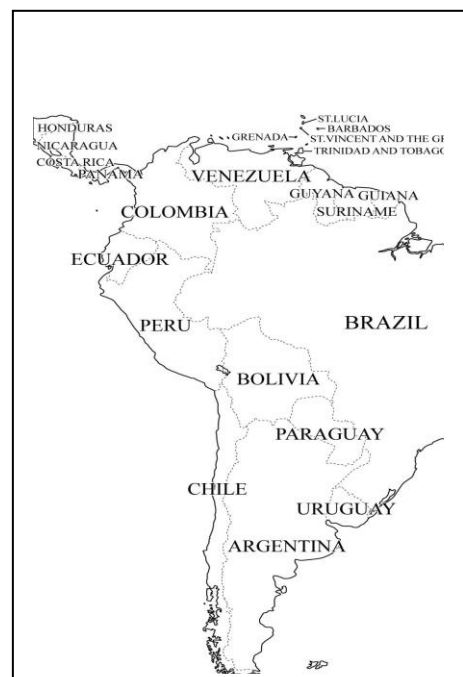 ST.LUCIA
HONDURAS
BARBADOS
GRENADA
ST.VINCENT AND THE GR
NICARAGUA
TRINIDAD AND TOBAGO
COSTA RICA
PANAMA
VENEZUELA
GUYANA
GUIANA
COLOMBIA
SURINAME
ECUADOR
PERU
BRAZIL
BOLIVIA
PARAGUAY
CHILE
URUGUAY
ARGENTINA